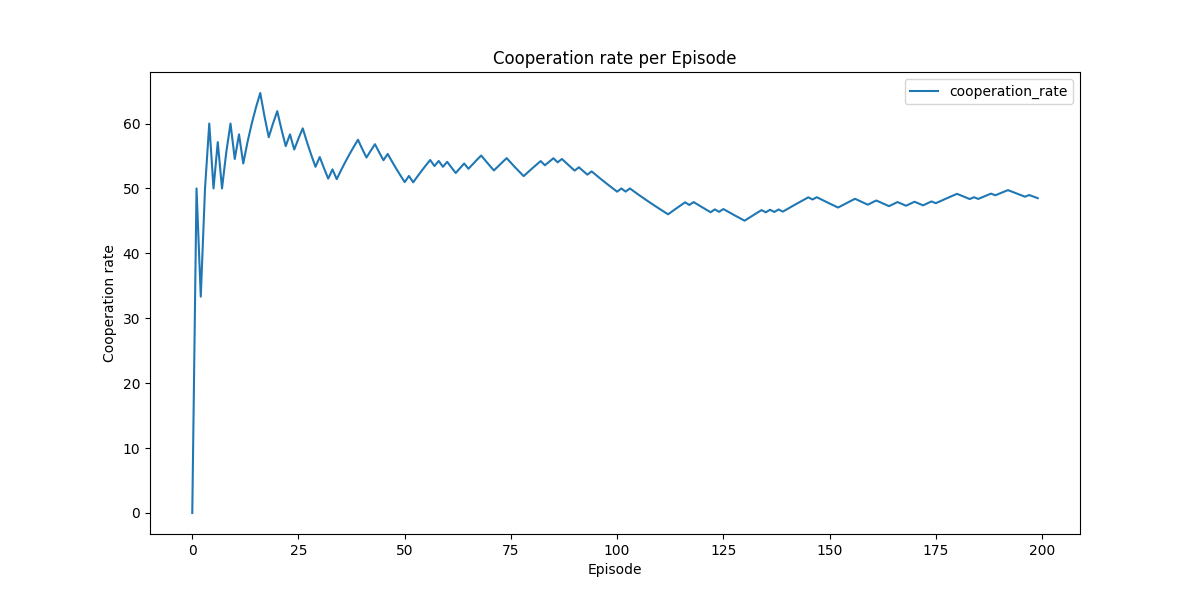 Cooperation rate per Episode
cooperation_rate
Cooperation rate
60
50
40
30
20
10
0
0 25 50 75 100 125 150 175 200
Episode